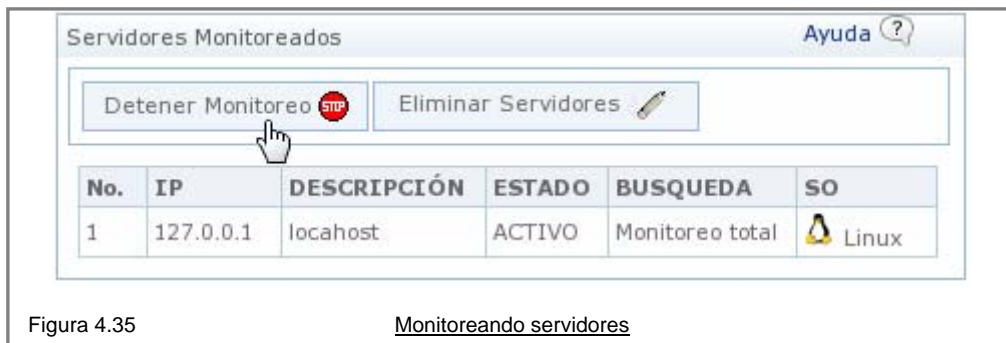 Servidores Monitoreados Ayuda ?
Detener Monitoreo STOP Eliminar Servidores
No. IP DESCRIPCIÓN ESTADO BUSQUEDA SO
1 127.0.0.1 locahost ACTIVO Monitoreo total Linux
Figura 4.35 Monitoreando servidores